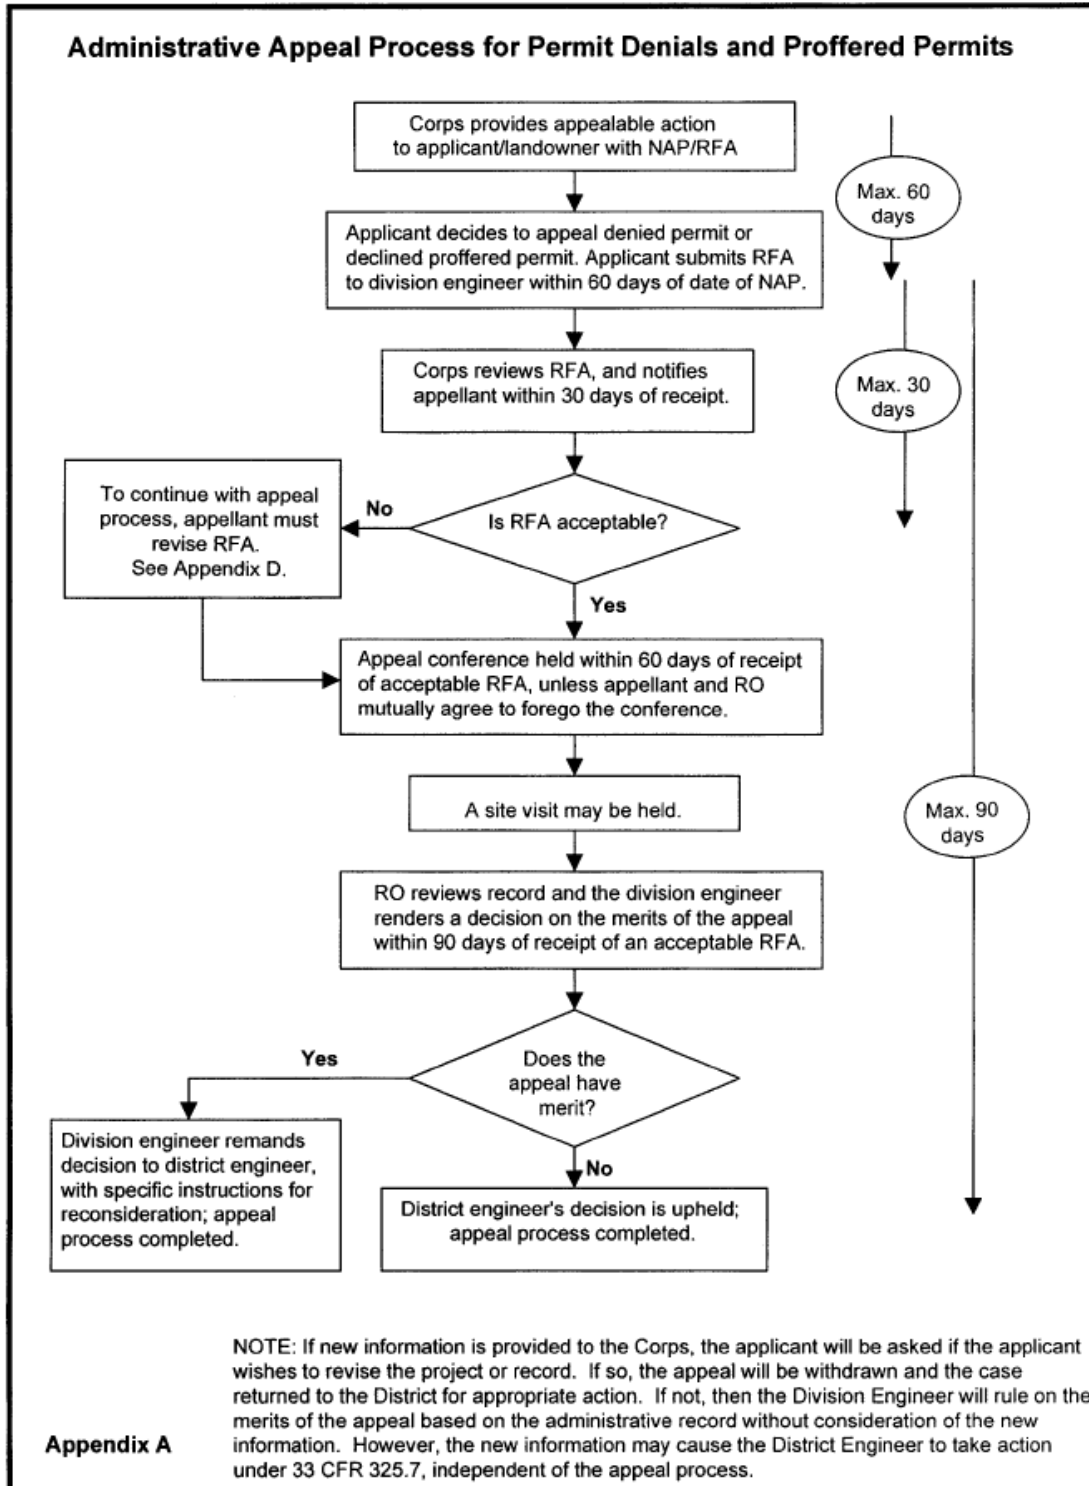 Administrative Appeal Process for Permit Denials and Proffered Permits
Corps provides appealable action
to applicant/landowner with NAP/RFA
Max. 60
days
Applicant decides to appeal denied permit or
declined proffered permit. Applicant submits RFA
to division engineer within 60 days of date of NAP.
Corps reviews RFA, and notifies
appellant within 30 days of receipt.
Max. 30
days
To continue with appeal
process, appellant must
revise RFA.
See Appendix D.
No
Is RFA acceptable?
Yes
Appeal conference held within 60 days of receipt
of acceptable RFA, unless appellant and RO
mutually agree to forego the conference.
A site visit may be held.
Max. 90
days
RO reviews record and the division engineer
renders a decision on the merits of the appeal
within 90 days of receipt of an acceptable RFA.
Yes
Does the
appeal have
merit?
Division engineer remands
decision to district engineer,
with specific instructions for
reconsideration; appeal
process completed.
No
District engineer's decision is upheld;
appeal process completed.
NOTE: If new information is provided to the Corps, the applicant will be asked if the applicant
wishes to revise the project or record. If so, the appeal will be withdrawn and the case
returned to the District for appropriate action. If not, then the Division Engineer will rule on the
merits of the appeal based on the administrative record without consideration of the new
Appendix A
information. However, the new information may cause the District Engineer to take action
under 33 CFR 325.7, independent of the appeal process.